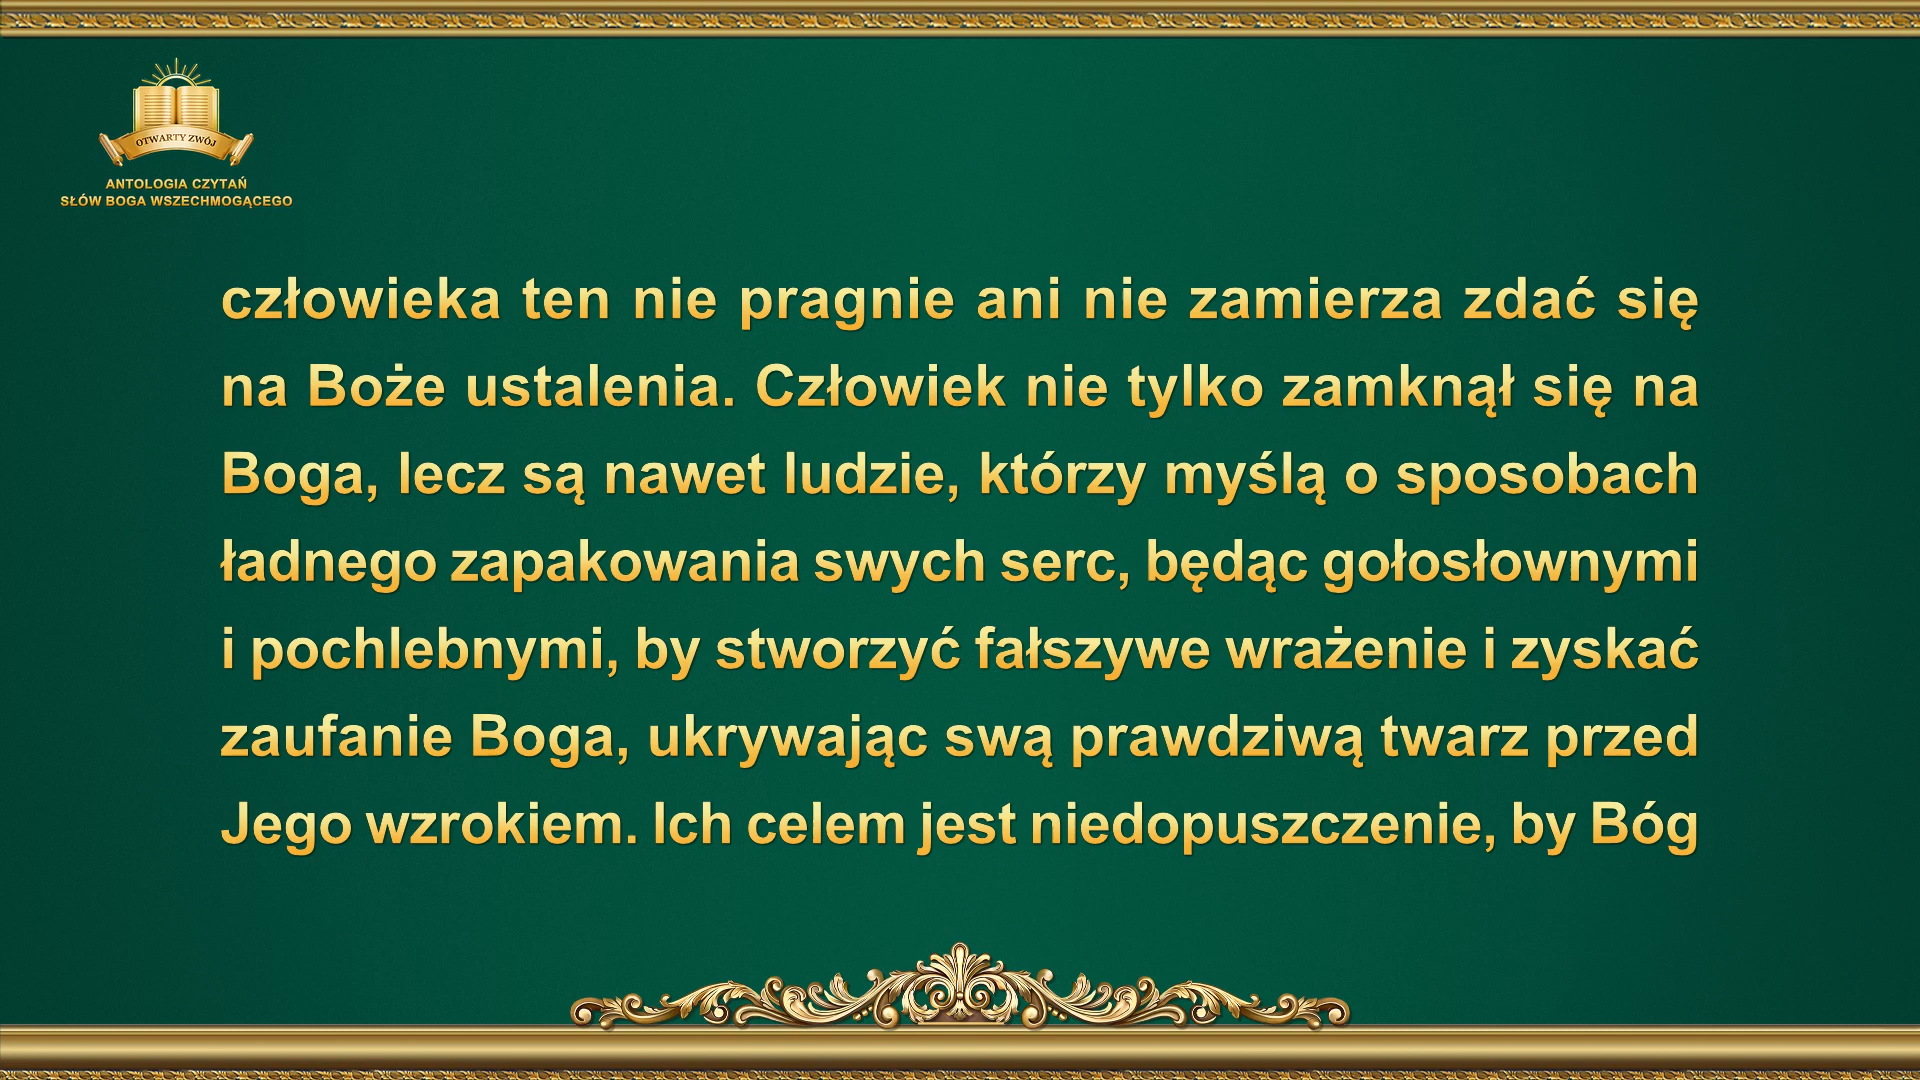 OTWARTY ZWÓJ
ANTOLOGIA CZYTAŃ
SŁÓW BOGA WSZECHMOGĄCEGO
człowieka ten nie pragnie ani nie zamierza zdać się
na Boże ustalenia. Człowiek nie tylko zamknął się na
Boga, lecz są nawet ludzie, którzy myślą o sposobach
ładnego zapakowania swych serc, będąc gołosłownymi
i pochlebnymi, by stworzyć fałszywe wrażenie i zyskać
zaufanie Boga, ukrywając swą prawdziwą twarz przed
Jego wzrokiem. Ich celem jest niedopuszczenie, by Bóg